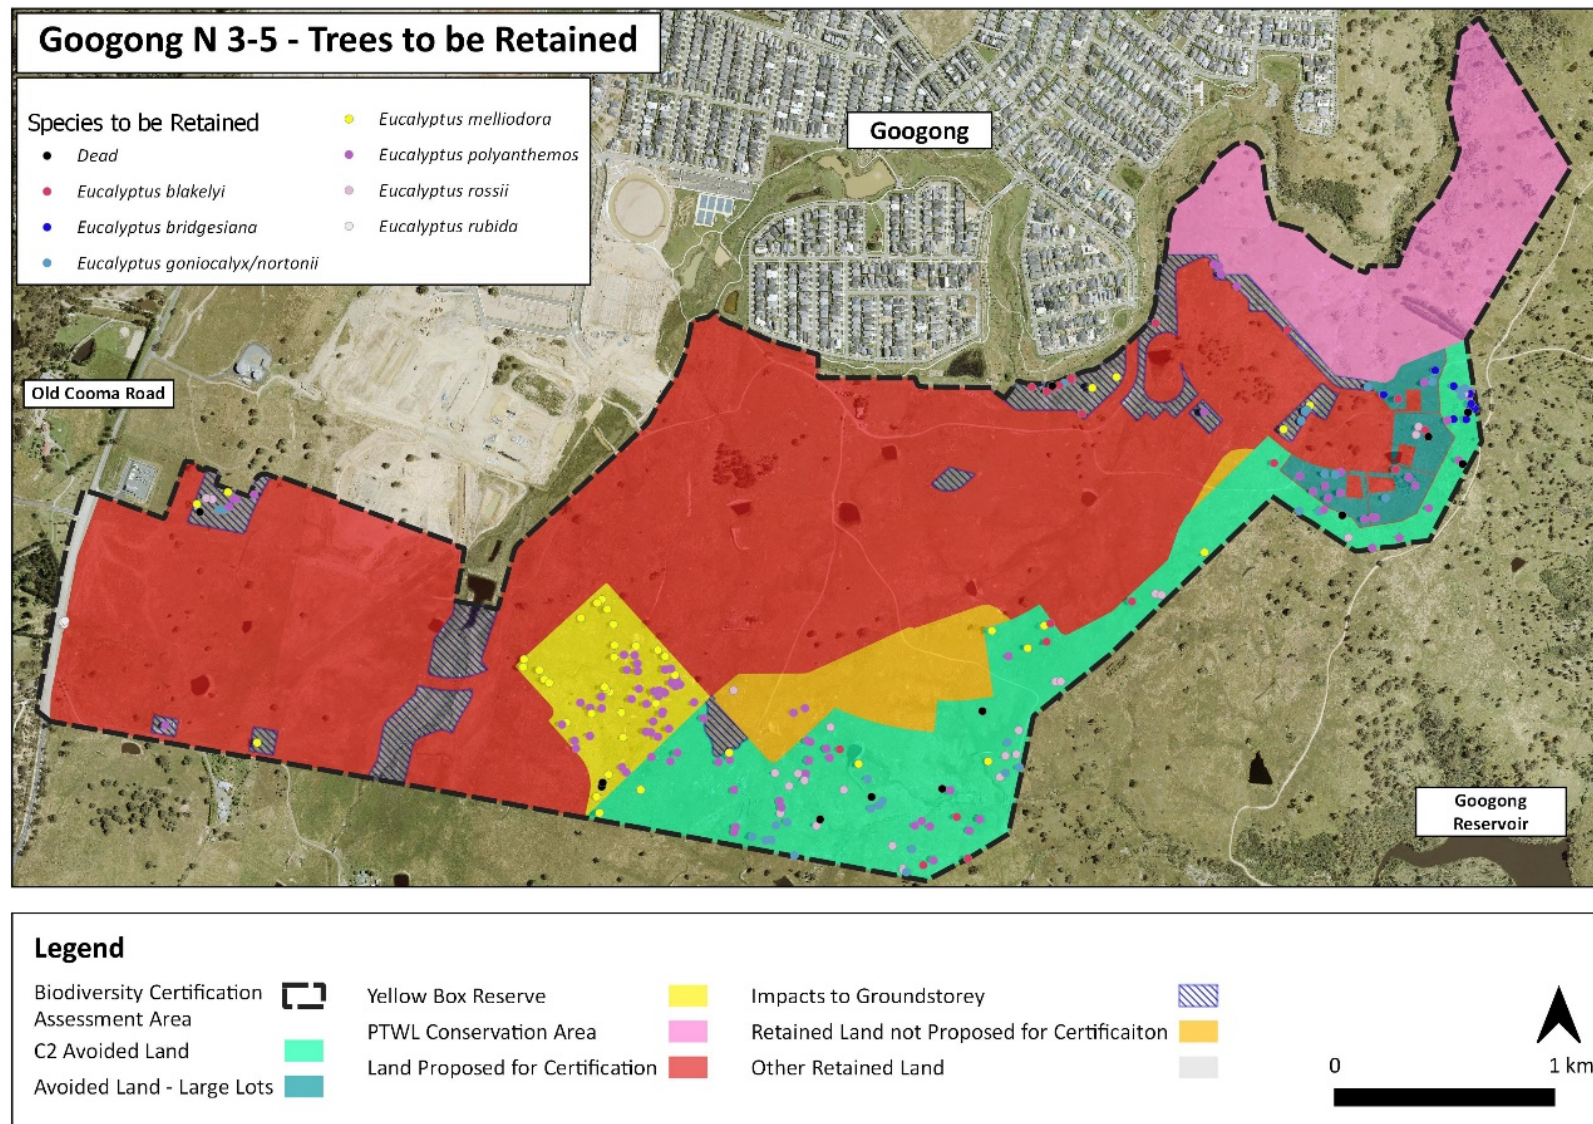 Googong N 3-5 - Trees to be Retained
Species to be Retained
Dead
Eucalyptus blakelyi
Eucalyptus bridgesiana
Eucalyptus goniocalyx/nortonii
Eucalyptus melliodora
Eucalyptus polyanthemos
Eucalyptus rossii
Eucalyptus rubida
Googong
Old Cooma Road
Googong
Reservoir
Legend
Biodiversity Certification
Assessment Area
C2 Avoided Land
Avoided Land - Large Lots
Yellow Box Reserve
PTWL Conservation Area
Land Proposed for Certification
Impacts to Groundstorey
Retained Land not Proposed for Certificaiton
Other Retained Land
0 1 km